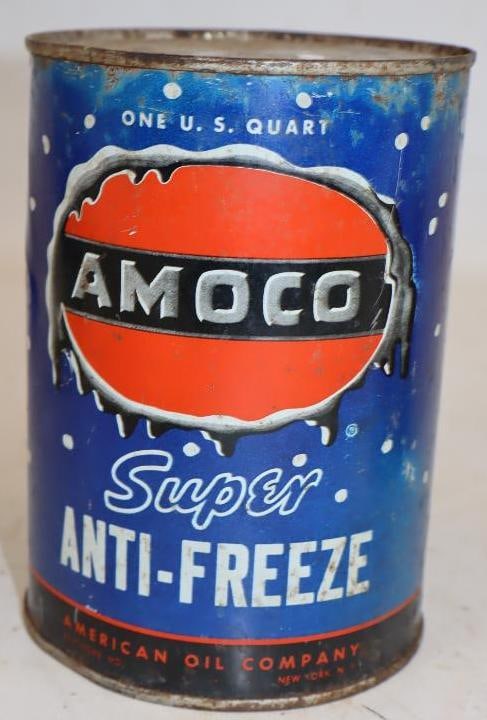 ONE U. S. QUART
AMOCO
®
Super
ANTI-FREEZE
AMERICAN OIL COMPANY
NEW YORK, N.